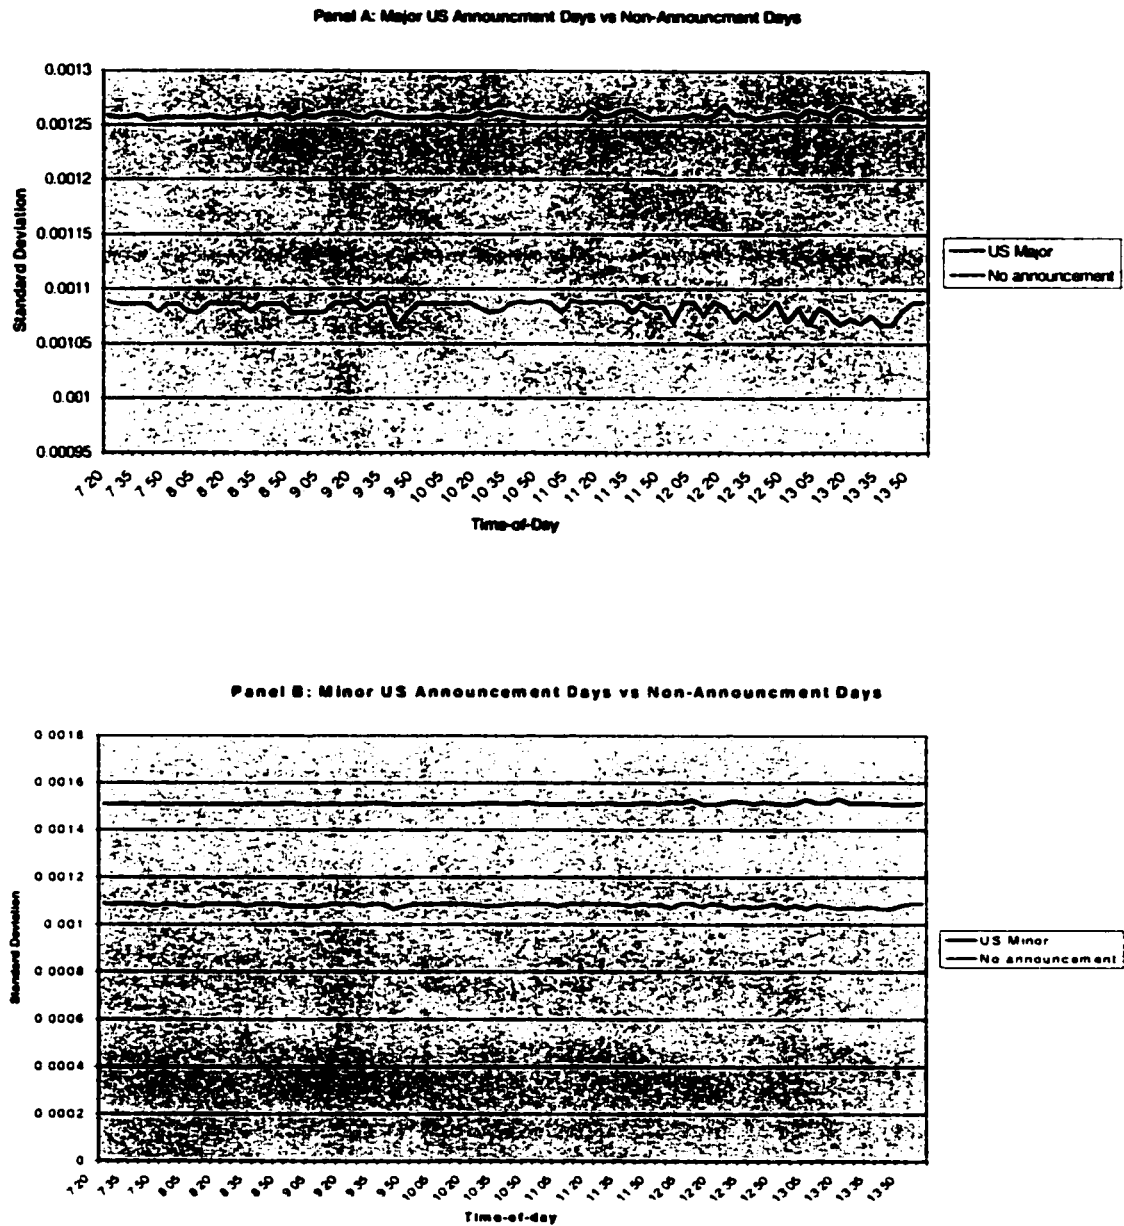 Panel A: Major US Announcment Days vs Non-Announcment Days
0.0013
0.00125
0.0012
0.00115
0.0011
0.00105
0.001
0.00095
Standard Deviation
US Major
No announcement
7 20 7 35 7 50 8 05 8 20 8 35 8 50 9 05 9 20 9 35 9 50 10 05 10 20 10 35 10 50 11 05 11 20 11 35 11 50 12 05 12 20 12 35 12 50 13 05 13 20 13 35 13 50
Time-of-Day
Panel B: Minor US Announcement Days vs Non-Announcment Days
0 0018
0 0016
0 0014
0 0012
0 001
0 0008
0 0006
0 0004
0 0002
0
Standard Deviation
US Minor
No announcement
7 20 7 35 7 50 8 05 8 20 8 35 8 50 9 05 9 20 9 35 9 50 10 05 10 20 10 35 10 50 11 05 11 20 11 35 11 50 12 05 12 20 12 35 12 50 13 05 13 20 13 35 13 50
Time-of-day